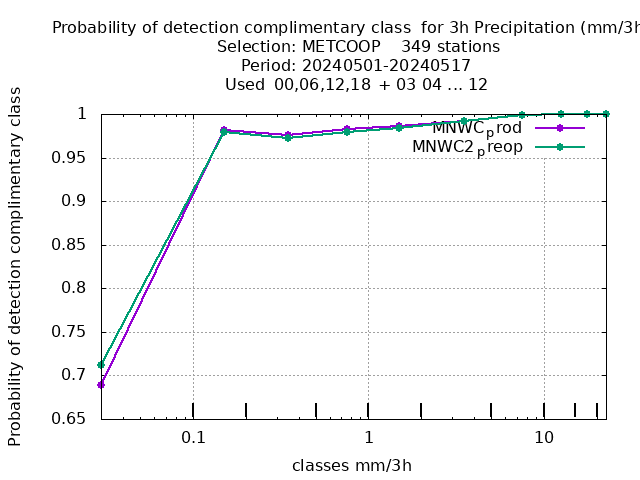 Probability of detection complimentary class for 3h Precipitation (mm/3h
Selection: METCOOP 349 stations
Period: 20240501-20240517
Used 00,06,12,18 + 03 04 ... 12
Probability of detection complimentary class
1
0.95
0.9
0.85
0.8
0.75
0.7
0.65
MNWCprod
MNWC2preop
0.1
1
10
classes mm/3h